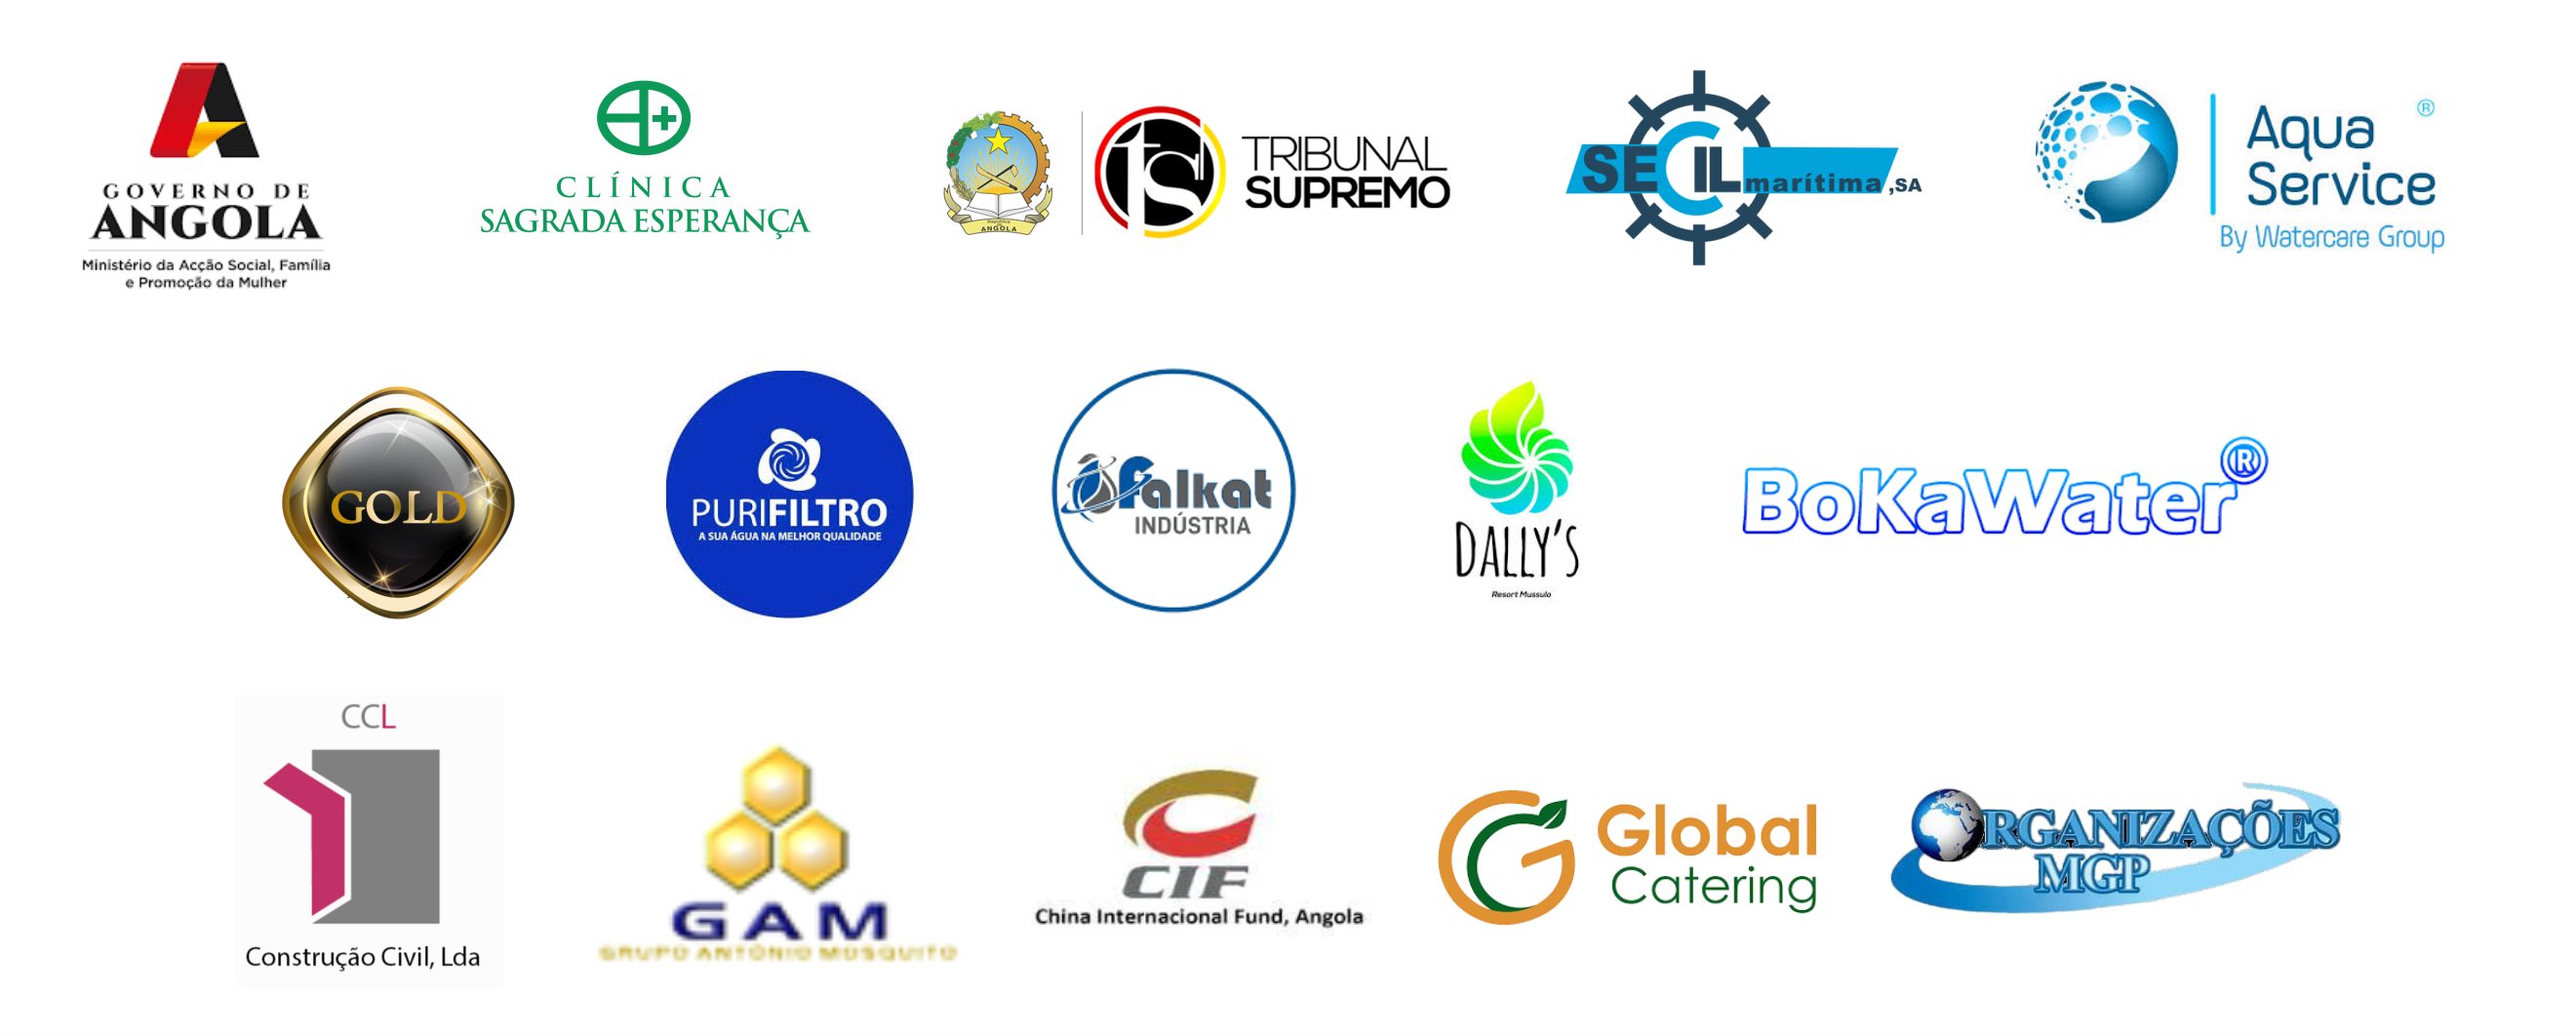 GOVERNO DE
ANGOLA
Ministério da Acção Social, Família
e Promoção da Mulher
CLÍNICA
SAGRADA ESPERANÇA
ANGOLA
ts
TRIBUNAL
SUPREMO
SECIL
marítima,SA
Aqua ®
Service
By Watercare Group
GOLD
PURIFILTRO
A SUA ÁGUA NA MELHOR QUALIDADE
falkat
INDÚSTRIA
DALLY'S
Resort Mussulo
BoKaWater®
CCL
Construção Civil, Lda
GAM
GRUPO ANTÓNIO MOSQUITO
CIF
China Internacional Fund, Angola
Global
Catering
ORGANIZAÇÕES
MGP